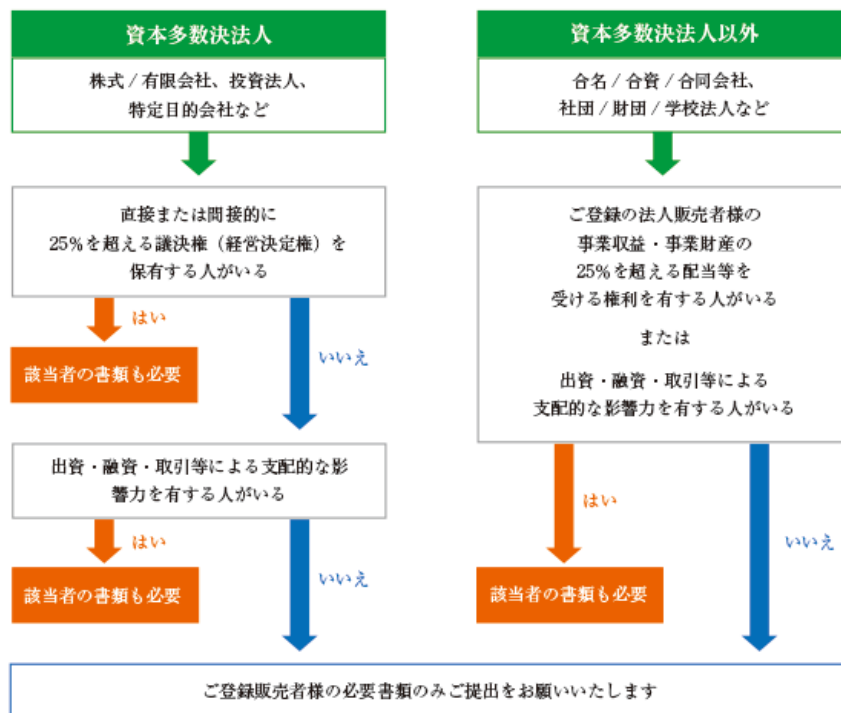 資本多数決法人
株式 / 有限会社、投資法人、
特定目的会社など
直接または間接的に
25%を超える議決権（経営決定権）を
保有する人がいる
はい
いいえ
該当者の書類も必要
出資・融資・取引等による支配的な影
響力を有する人がいる
はい
いいえ
該当者の書類も必要
資本多数決法人以外
合名 / 合資 / 合同会社、
社団 / 財団 / 学校法人など
ご登録の法人販売者様の
事業収益・事業財産の
25%を超える配当等を
受ける権利を有する人がいる
または
出資・融資・取引等による
支配的な影響力を有する人がいる
はい
いいえ
該当者の書類も必要
ご登録販売者様の必要書類のみご提出をお願いいたします